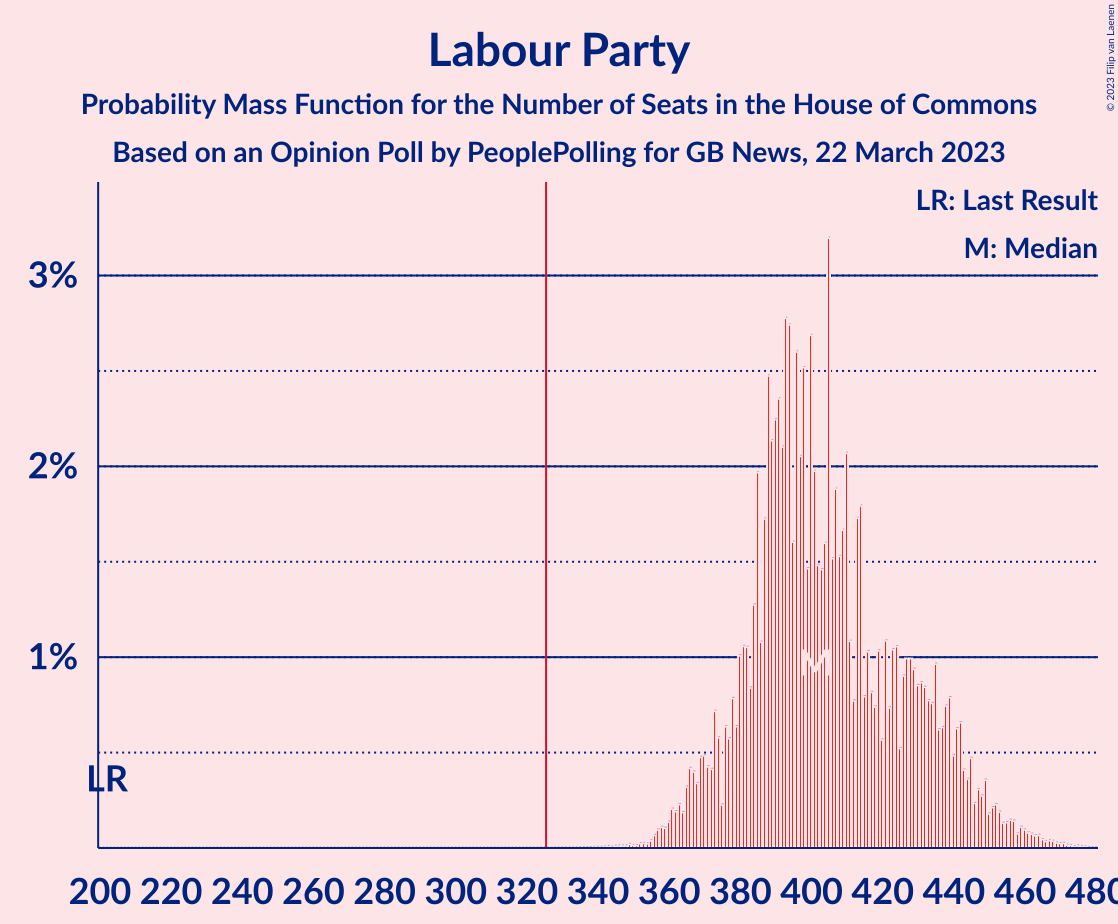 Labour Party
Probability Mass Function for the Number of Seats in the House of Commons
Based on an Opinion Poll by PeoplePolling for GB News, 22 March 2023
© 2023 Filip van Laenen
LR: Last Result
M: Median
3%
2%
1%
M
LR
200 220 240 260 280 300 320 340 360 380 400 420 440 460 480